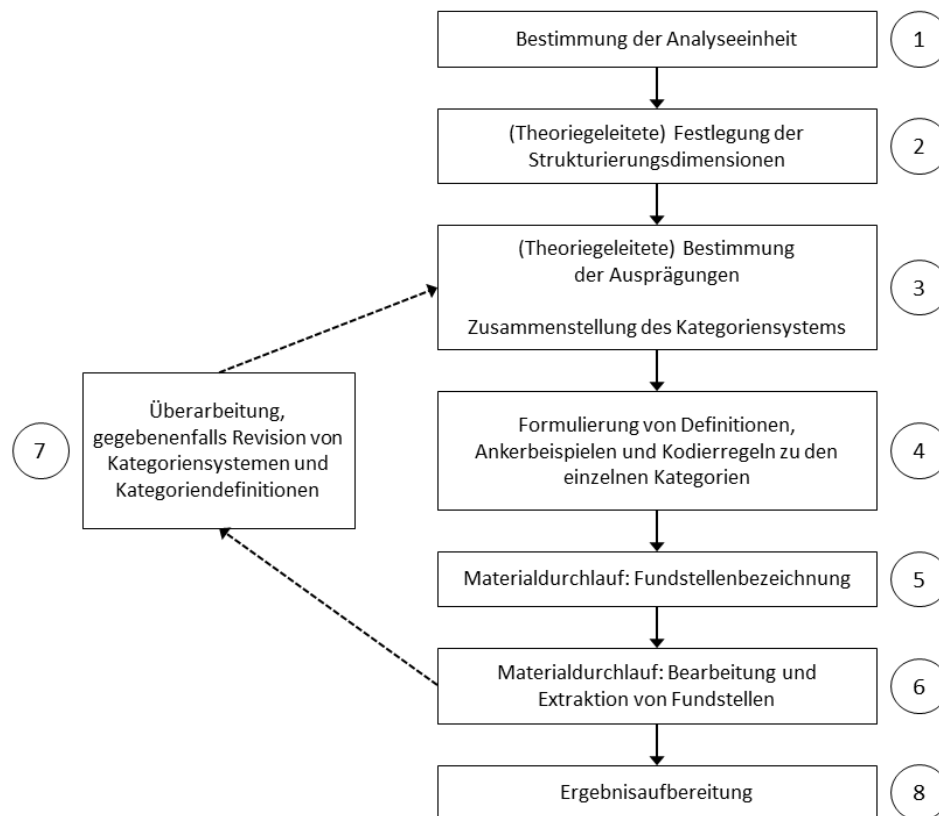 Bestimmung der Analyseeinheit
1
(Theoriegeleitete) Festlegung der
Strukturierungsdimensionen
2
(Theoriegeleitete) Bestimmung
der Ausprägungen
Zusammenstellung des Kategoriensystems
3
Formulierung von Definitionen,
Ankerbeispielen und Kodierregeln zu den
einzelnen Kategorien
4
Materialdurchlauf: Fundstellenbezeichnung
5
Materialdurchlauf: Bearbeitung und
Extraktion von Fundstellen
6
7
Überarbeitung,
gegebenenfalls Revision von
Kategoriensystemen und
Kategoriendefinitionen
Ergebnisaufbereitung
8